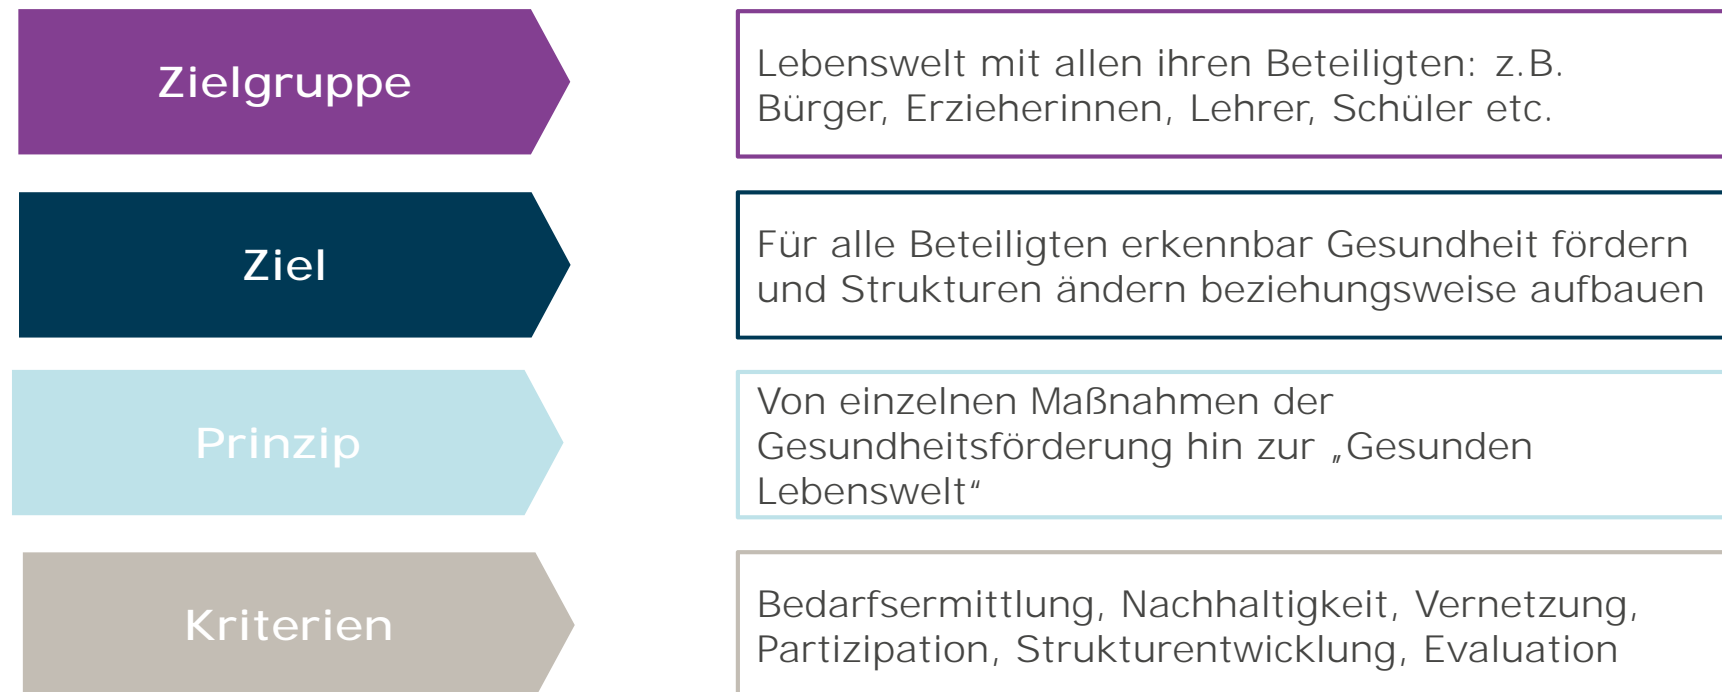 Zielgruppe
Lebenswelt mit allen ihren Beteiligten: z.B.
Bürger, Erzieherinnen, Lehrer, Schüler etc.
Ziel
Für alle Beteiligten erkennbar Gesundheit fördern
und Strukturen ändern beziehungsweise aufbauen
Prinzip
Von einzelnen Maßnahmen der
Gesundheitsförderung hin zur „Gesunden
Lebenswelt“
Kriterien
Bedarfsermittlung, Nachhaltigkeit, Vernetzung,
Partizipation, Strukturentwicklung, Evaluation